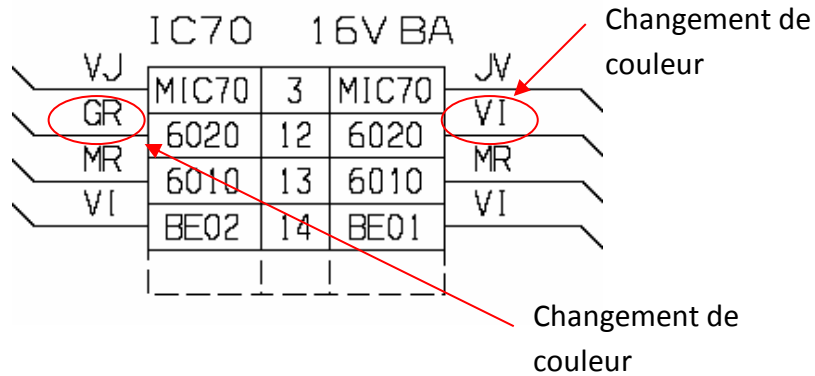 Changement de
couleur
IC70 16V BA
VJ MIC70 3 MIC70 JV
GR 6020 12 6020 VI
MR 6010 13 6010 MR
VI BE02 14 BE01 VI
Changement de
couleur